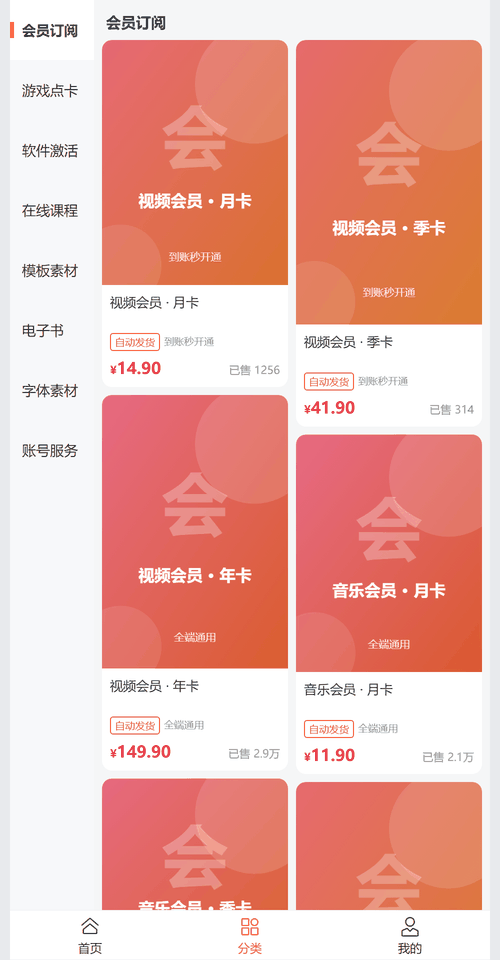 会员订阅
游戏点卡
软件激活
在线课程
模板素材
电子书
字体素材
账号服务
会员订阅
会
视频会员 · 月卡
到账秒开通
视频会员 · 月卡
自动发货 到账秒开通
¥14.90 已售 1256
会
视频会员 · 季卡
到账秒开通
视频会员 · 季卡
自动发货 到账秒开通
¥41.90 已售 314
会
视频会员 · 年卡
全端通用
视频会员 · 年卡
自动发货 全端通用
¥149.90 已售 2.9万
会
音乐会员 · 月卡
全端通用
音乐会员 · 月卡
自动发货 全端通用
¥11.90 已售 2.1万
会
音乐会员 · 季卡
会
首页
分类
我的